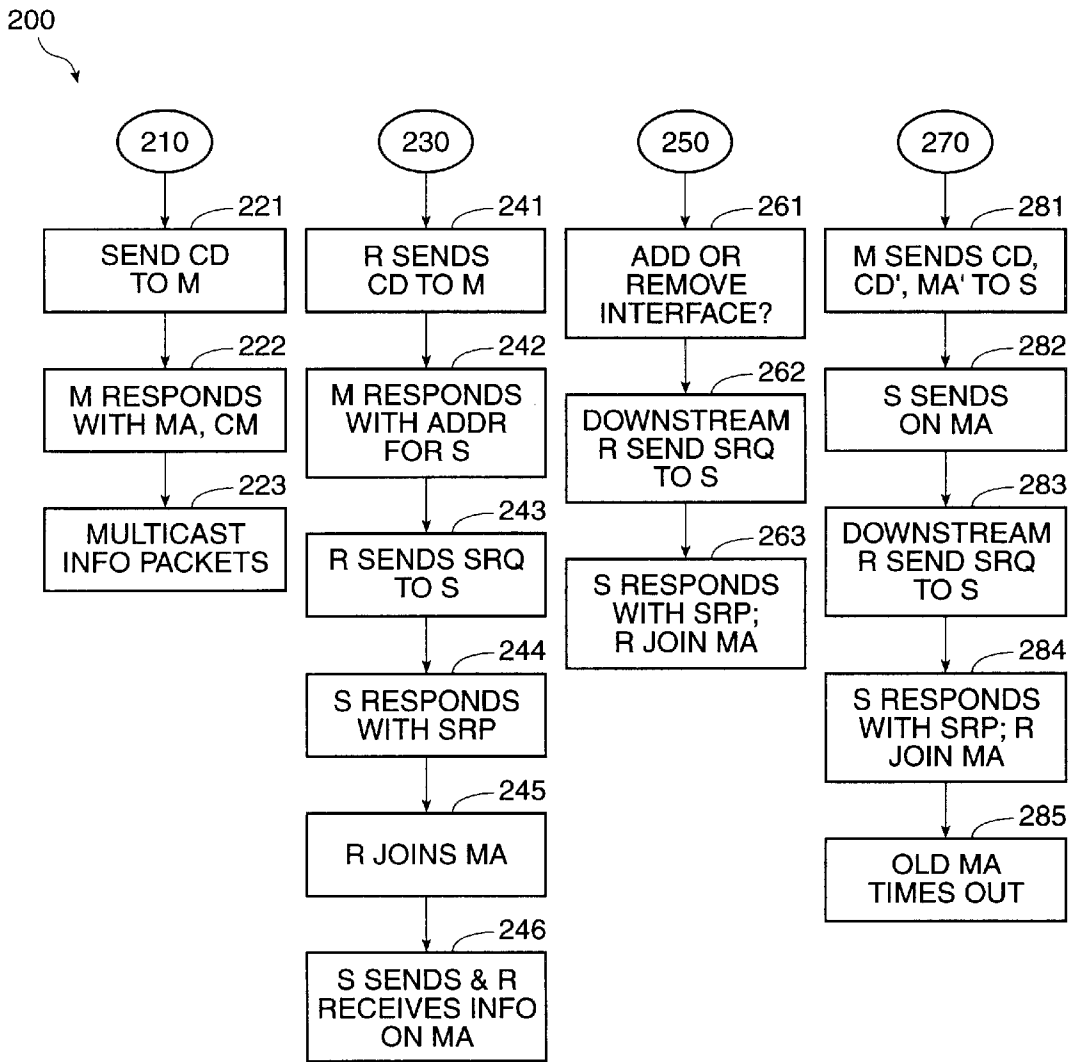 200
210
221
SEND CD
TO M
222
M RESPONDS
WITH MA, CM
223
MULTICAST
INFO PACKETS
230
241
R SENDS
CD TO M
242
M RESPONDS
WITH ADDR
FOR S
243
R SENDS SRQ
TO S
244
S RESPONDS
WITH SRP
245
R JOINS MA
246
S SENDS & R
RECEIVES INFO
ON MA
250
261
ADD OR
REMOVE
INTERFACE?
262
DOWNSTREAM
R SEND SRQ
TO S
263
S RESPONDS
WITH SRP;
R JOIN MA
270
281
M SENDS CD,
CD', MA' TO S
282
S SENDS
ON MA
283
DOWNSTREAM
R SEND SRQ
TO S
284
S RESPONDS
WITH SRP; R
JOIN MA
285
OLD MA
TIMES OUT